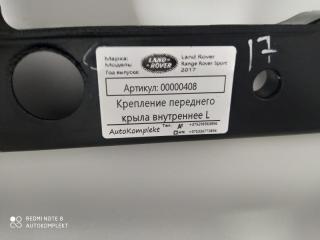 Марка: LAND ROVER Land Rover
Модель: Range Rover Sport
Год выпуска: 2017
Артикул: 00000408
Крепление переднего
крыла внутреннее L
AutoKomplekt Тел.
17
REDMI NOTE 8
AUTOKOMPLEKT